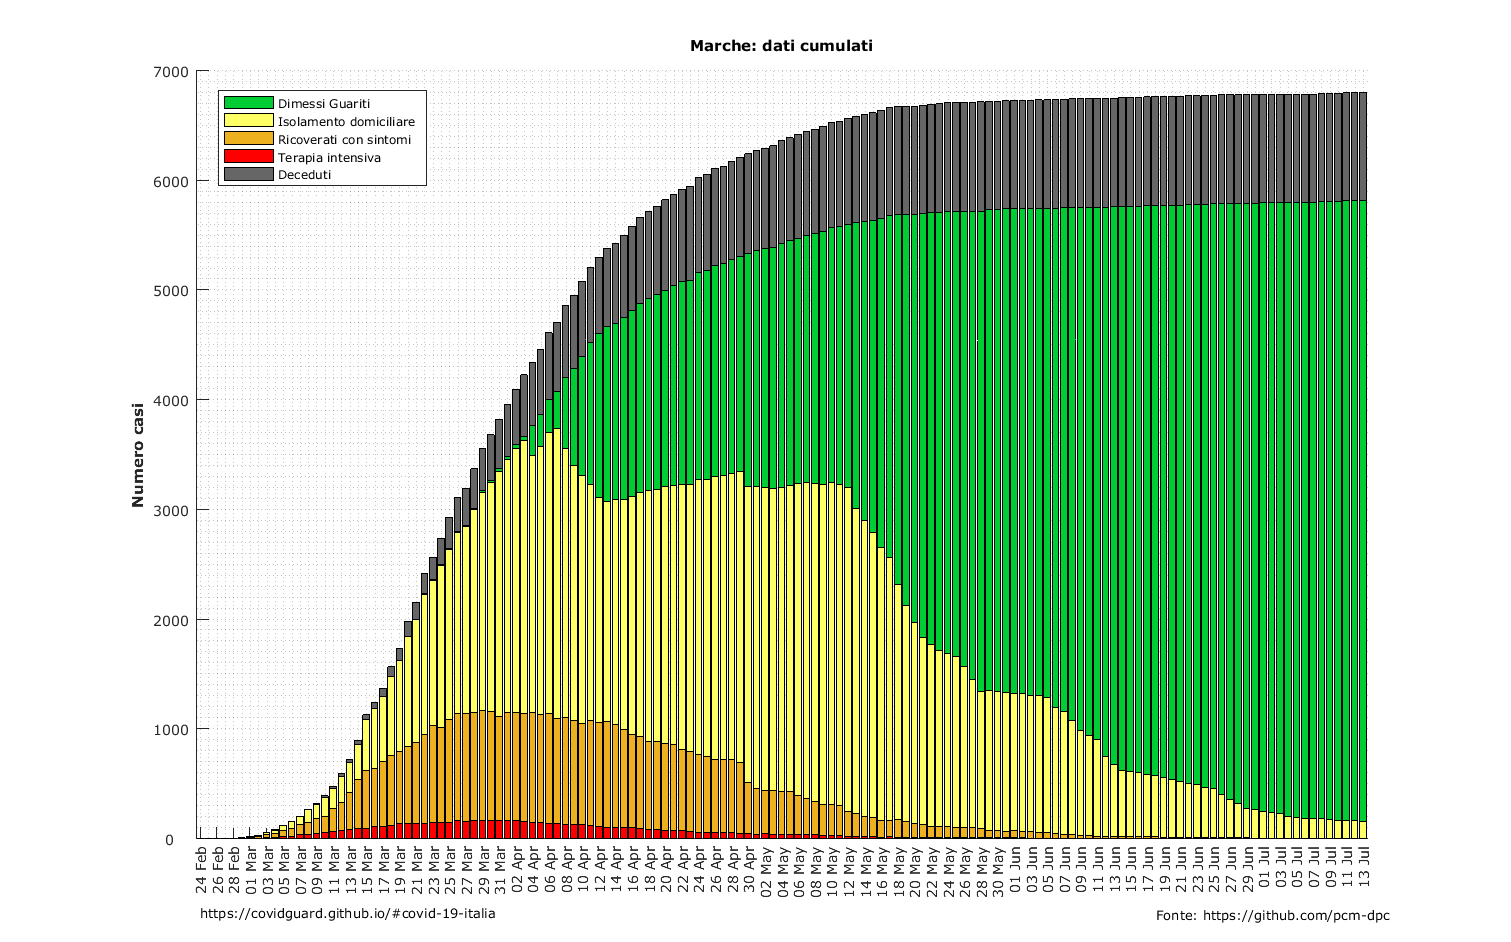 Marche: dati cumulati
7000
6000
5000
4000
3000
2000
1000
0
Numero casi
Dimessi Guariti
Isolamento domiciliare
Ricoverati con sintomi
Terapia intensiva
Deceduti
24 Feb
26 Feb
28 Feb
01 Mar
03 Mar
05 Mar
07 Mar
09 Mar
11 Mar
13 Mar
15 Mar
17 Mar
19 Mar
21 Mar
23 Mar
25 Mar
27 Mar
29 Mar
31 Mar
02 Apr
04 Apr
06 Apr
08 Apr
10 Apr
12 Apr
14 Apr
16 Apr
18 Apr
20 Apr
22 Apr
24 Apr
26 Apr
28 Apr
30 Apr
02 May
04 May
06 May
08 May
10 May
12 May
14 May
16 May
18 May
20 May
22 May
24 May
26 May
28 May
30 May
01 Jun
03 Jun
05 Jun
07 Jun
09 Jun
11 Jun
13 Jun
15 Jun
17 Jun
19 Jun
21 Jun
23 Jun
25 Jun
27 Jun
29 Jun
01 Jul
03 Jul
05 Jul
07 Jul
09 Jul
11 Jul
13 Jul
https://covidguard.github.io/#covid-19-italia
Fonte: https://github.com/pcm-dpc